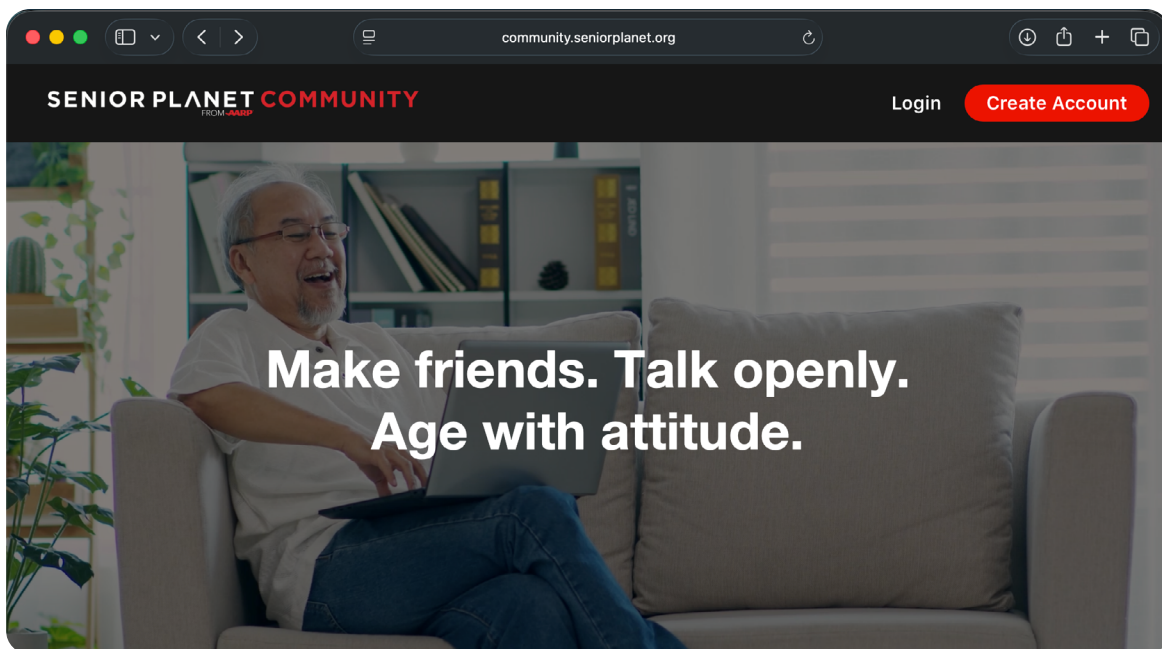 community.seniorplanet.org
SENIOR PLANET COMMUNITY
FROM AARP
Login
Create Account
Make friends. Talk openly.
Age with attitude.